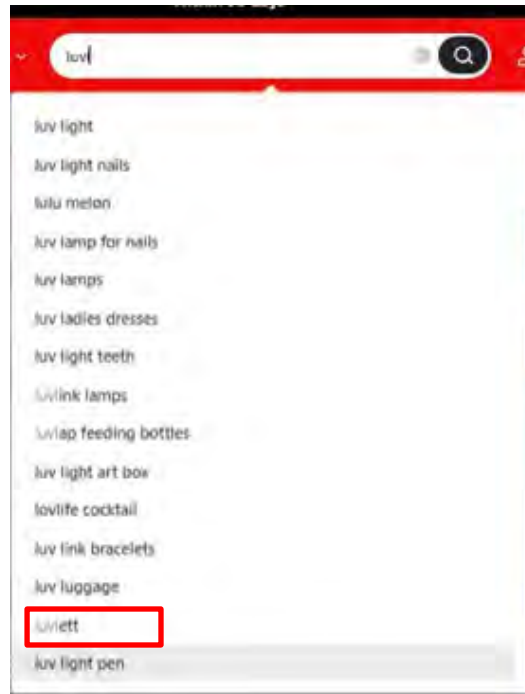 luv
luv light
luv light nails
lulu melon
luv lamp for nails
luv lamps
luv ladies dresses
luv light teeth
luvlink lamps
luvlap feeding bottles
luv light art box
lovlife cocktail
luv link bracelets
luv luggage
luvlett
luv light pen